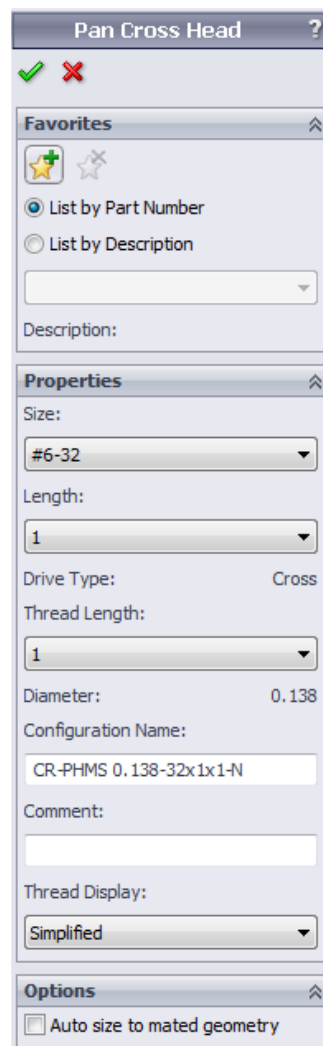 Pan Cross Head ?
Favorites
List by Part Number
List by Description
Description:
Properties
Size:
#6-32
Length:
1
Drive Type: Cross
Thread Length:
1
Diameter: 0.138
Configuration Name:
CR-PHMS 0.138-32x1x1-N
Comment:
Thread Display:
Simplified
Options
Auto size to mated geometry